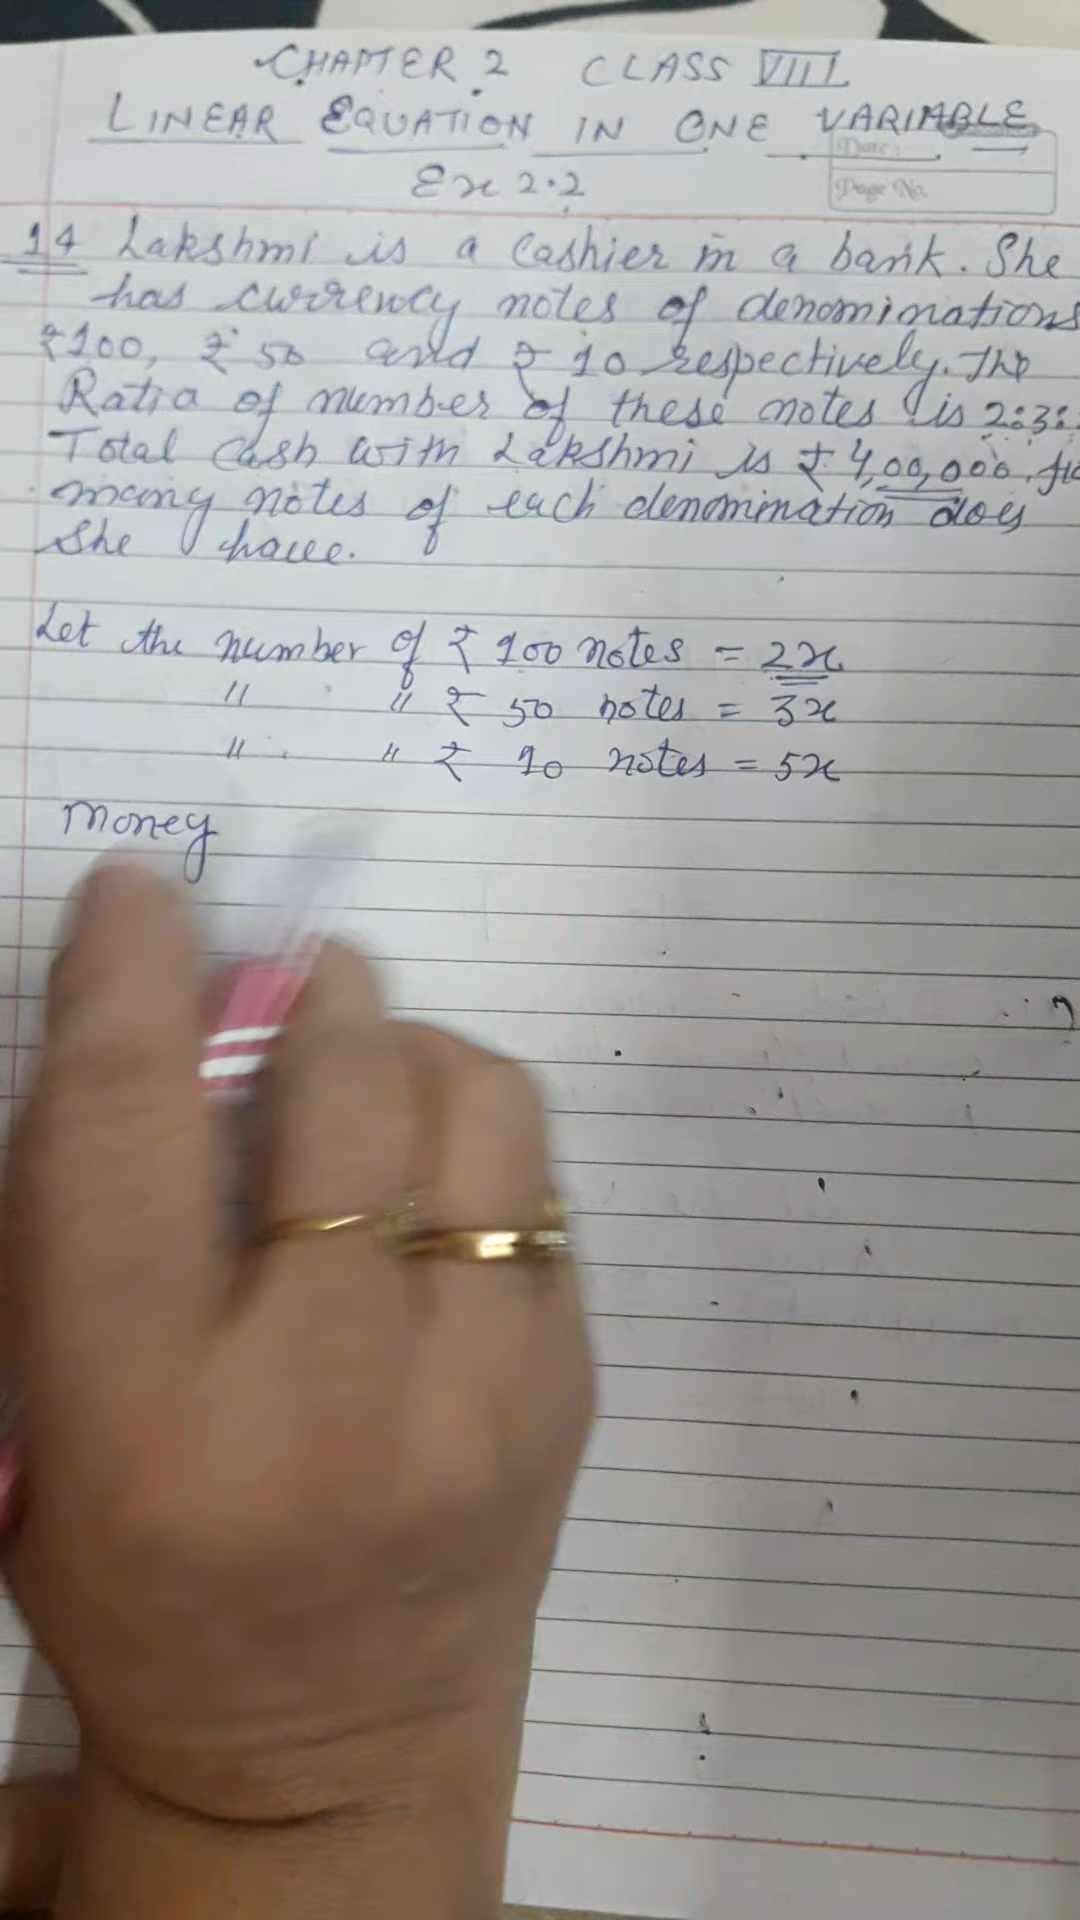 CHAPTER 2 CLASS VIII
LINEAR EQUATION IN ONE VARIABLE
Date:
Page No.
Ex 2.2
14 Lakshmi is a Cashier in a bank. She
has currency notes of denominations
₹100, ₹ 50 and ₹ 10 respectively. The
Ratio of number of these notes is 2:3:
Total Cash with Lakshmi is ₹ 4,00,000.
many notes of each denomination does
She have.
Let the number of ₹ 100 notes = 2x
" " ₹ 50 notes = 3x
" " ₹ 10 notes = 5x
Money